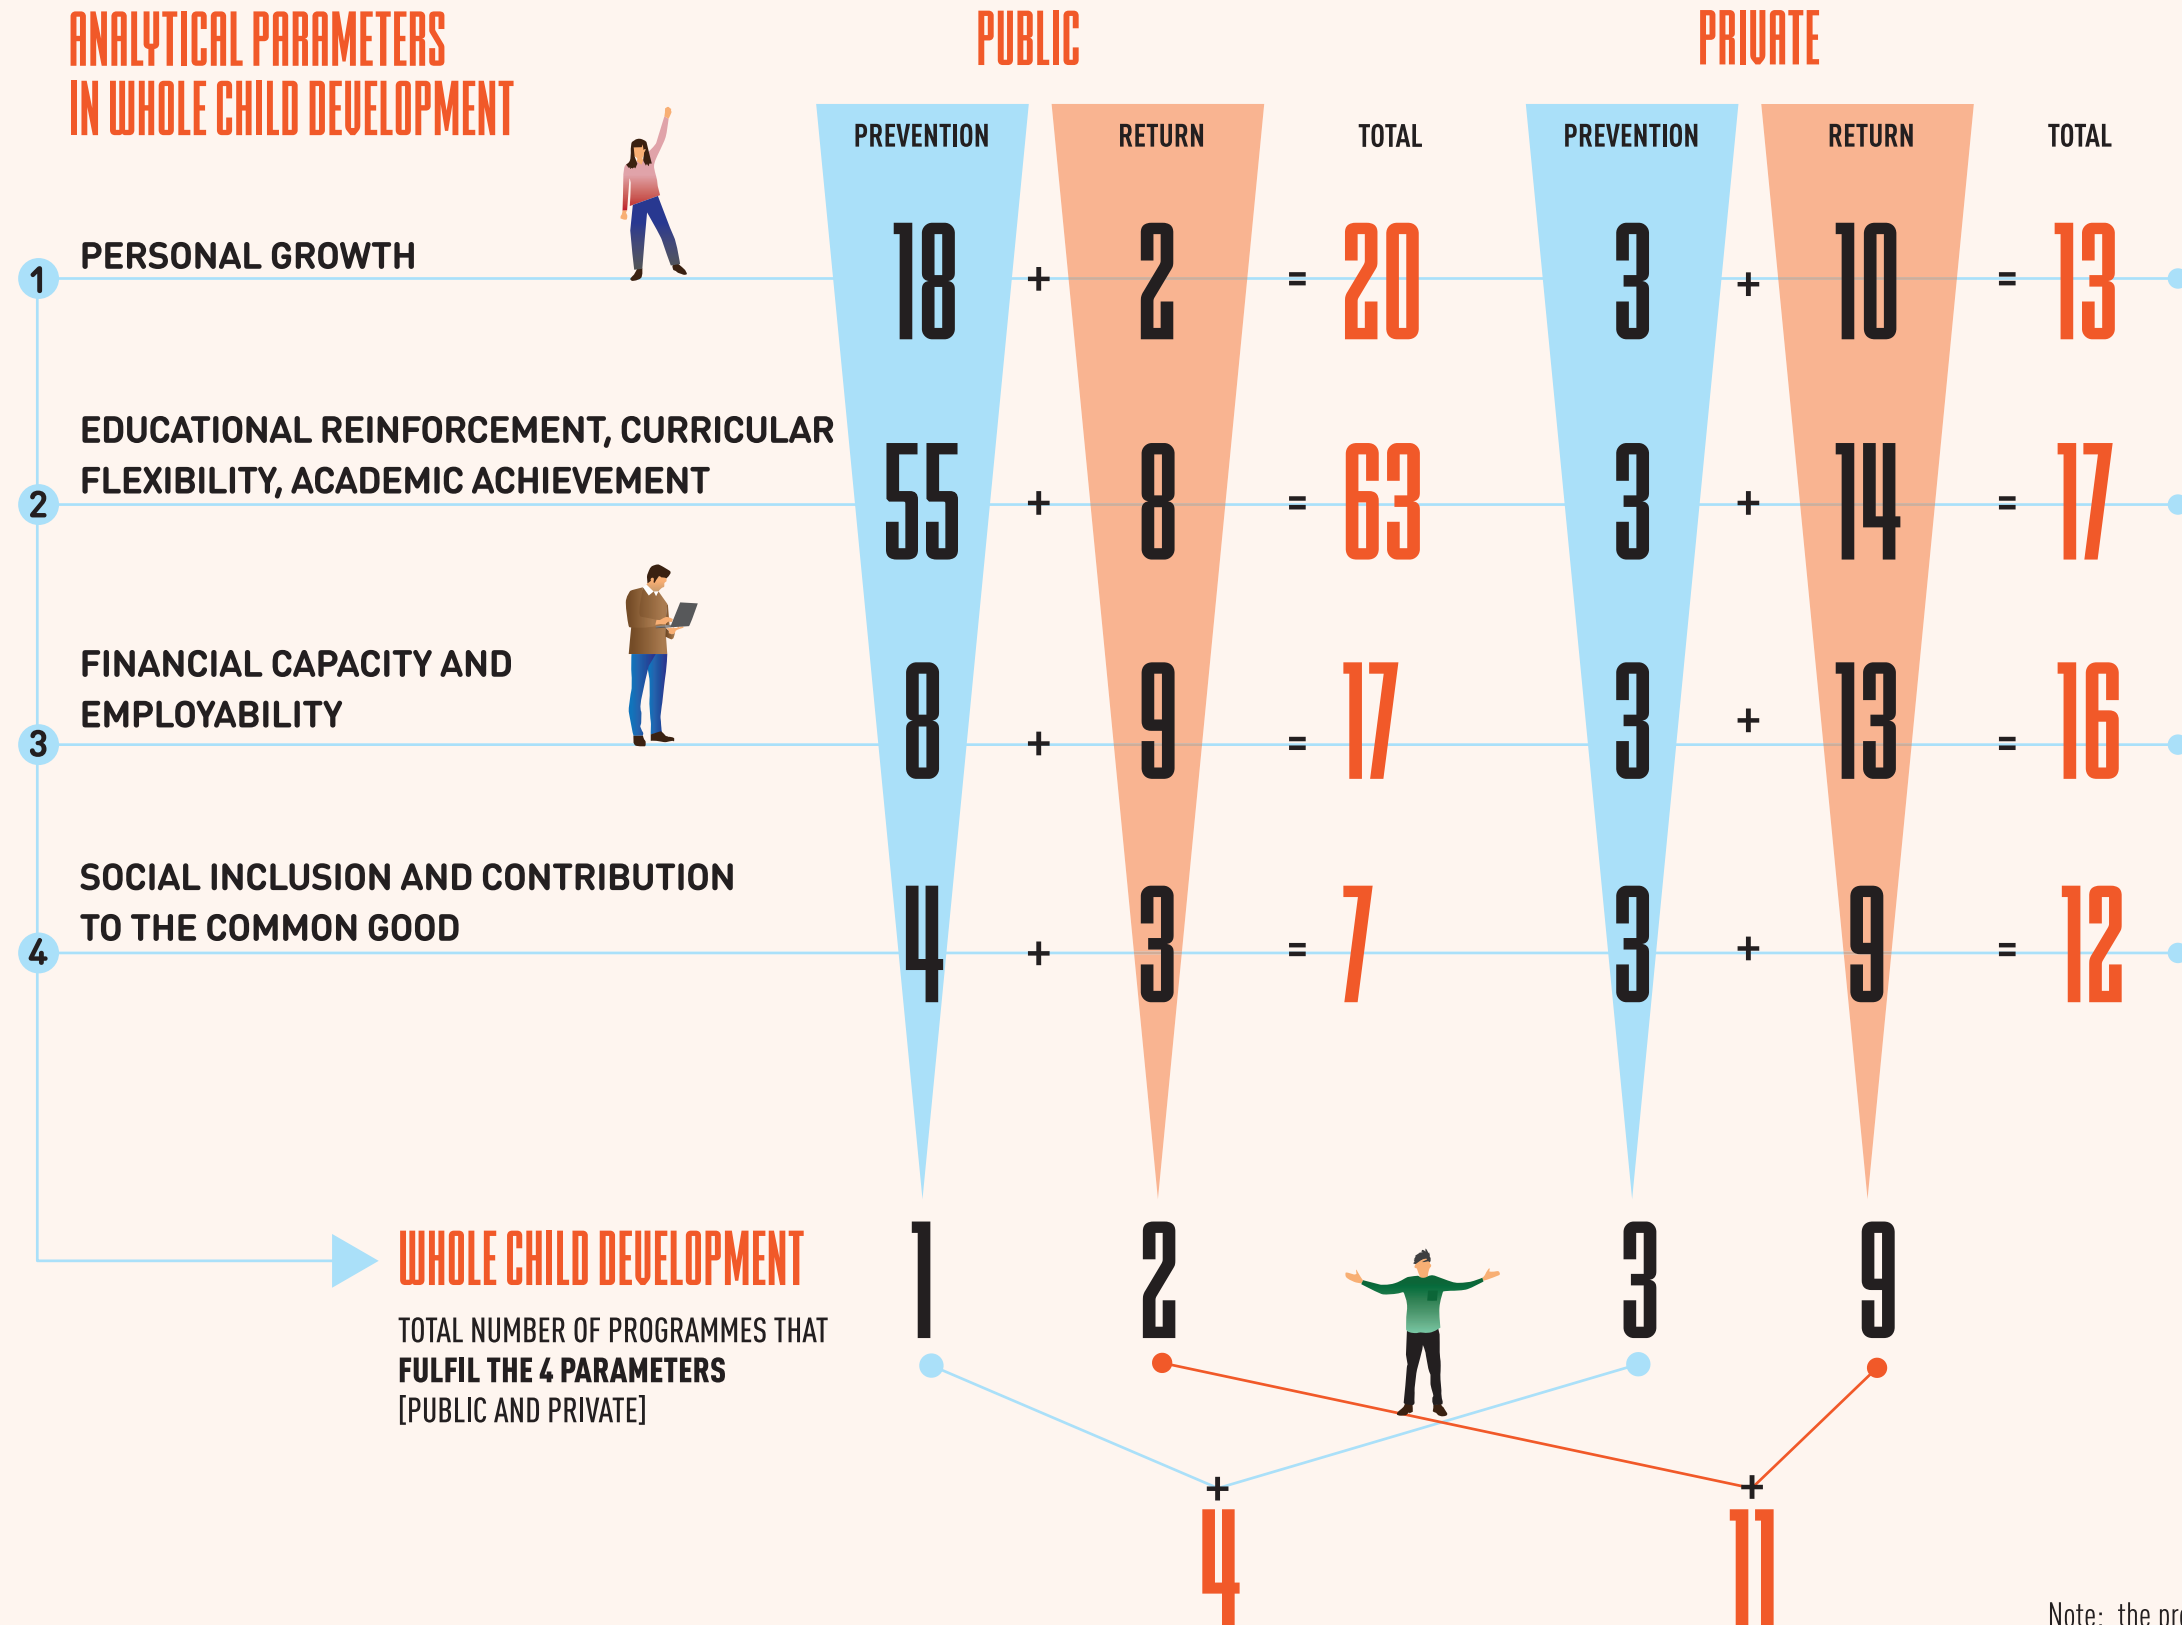 ANALYTICAL PARAMETERS
IN WHOLE CHILD DEVELOPMENT
PUBLIC
PRIVATE
PREVENTION RETURN TOTAL PREVENTION RETURN TOTAL
1 PERSONAL GROWTH
18 + 2 = 20 3 + 10 = 13
EDUCATIONAL REINFORCEMENT, CURRICULAR
2 FLEXIBILITY, ACADEMIC ACHIEVEMENT
55 + 8 = 63 3 + 14 = 17
FINANCIAL CAPACITY AND
EMPLOYABILITY
3 8 + 9 = 17 3 + 13 = 16
SOCIAL INCLUSION AND CONTRIBUTION
TO THE COMMON GOOD
4 4 + 3 = 7 3 + 9 = 12
WHOLE CHILD DEVELOPMENT
1 2 3 9
TOTAL NUMBER OF PROGRAMMES THAT
FULFIL THE 4 PARAMETERS
[PUBLIC AND PRIVATE]
+ +
4 11
Note: the